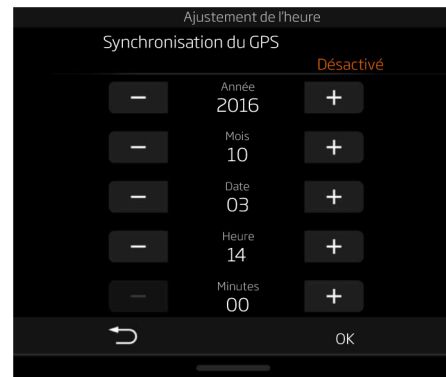 Ajustement de l'heure
Synchronisation du GPS
Désactivé
Année
− 2016 +
Mois
− 10 +
Date
− 03 +
Heure
− 14 +
Minutes
− 00 +
OK